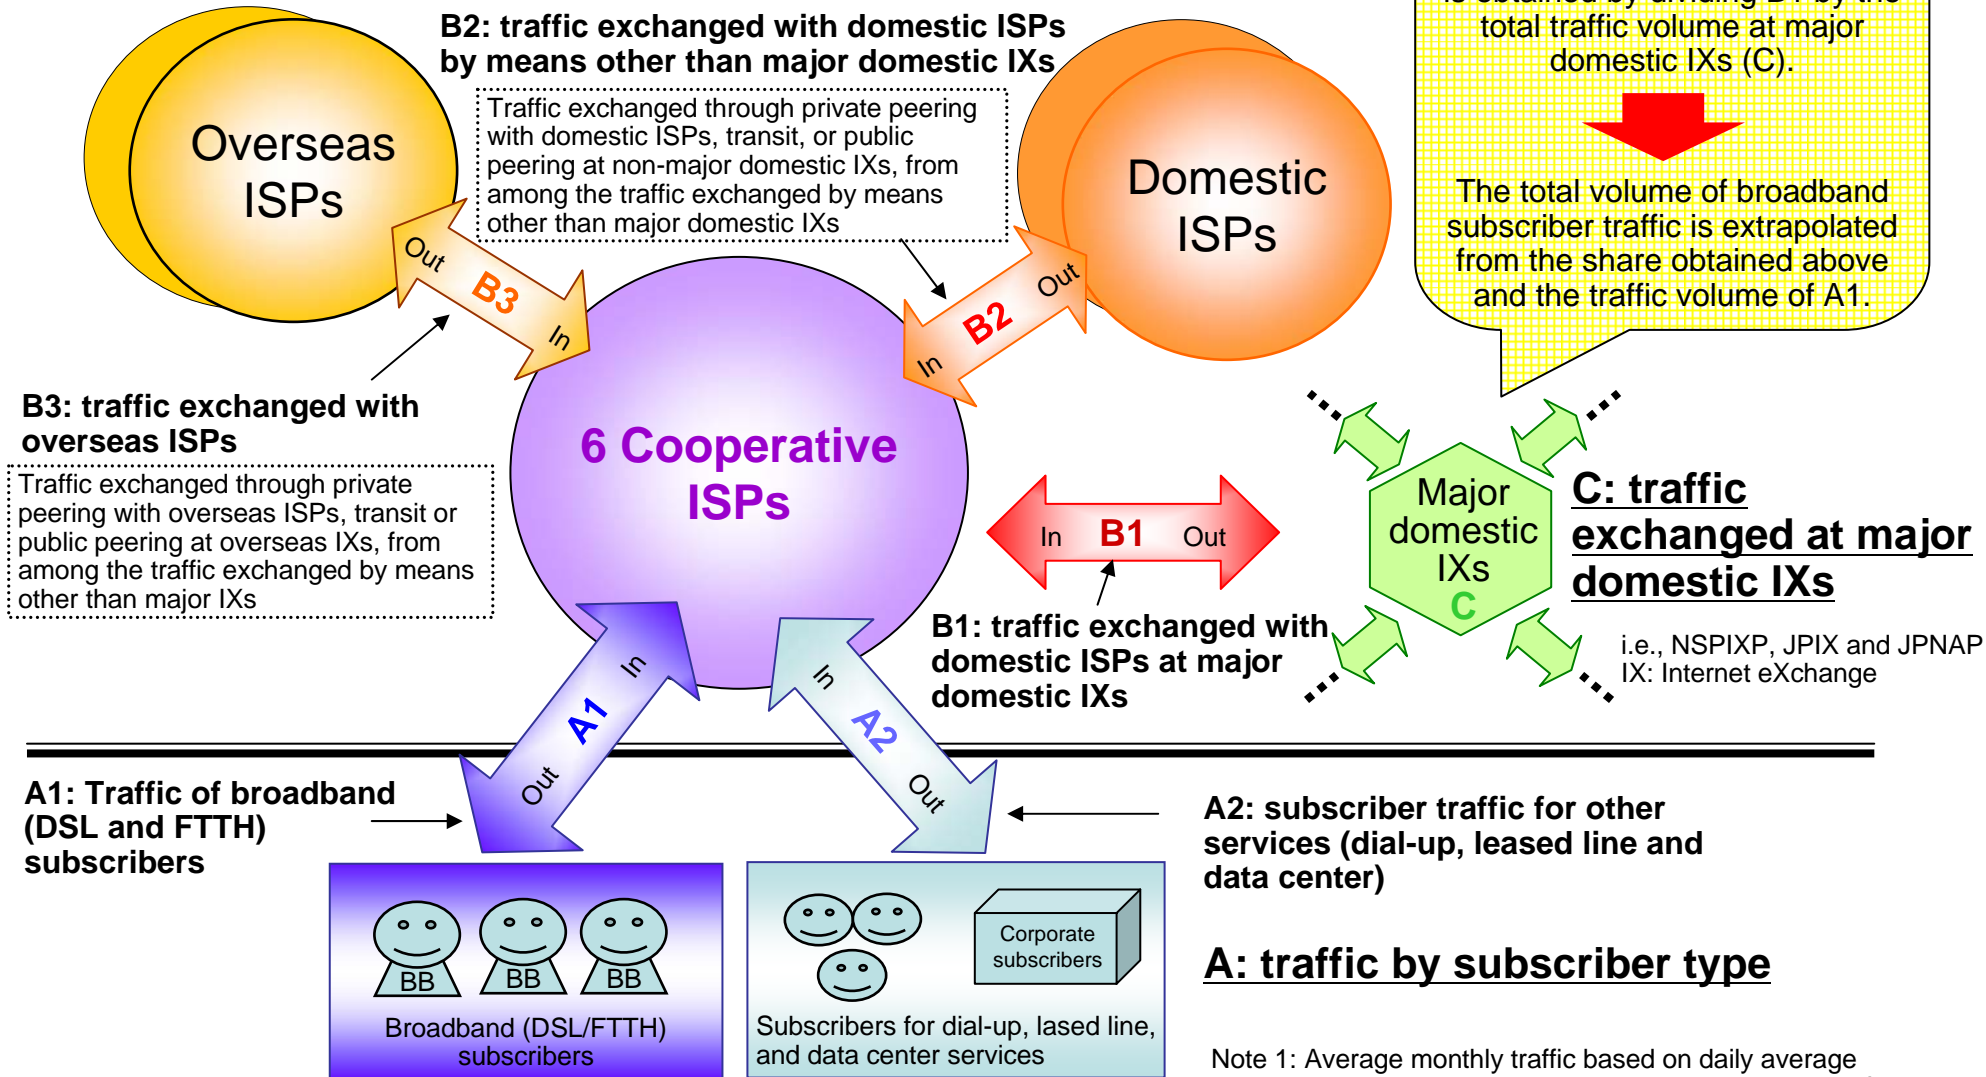 B2: traffic exchanged with domestic ISPs
by means other than major domestic IXs
Traffic exchanged through private peering
with domestic ISPs, transit, or public
peering at non-major domestic IXs, from
among the traffic exchanged by means
other than major domestic IXs
Overseas
ISPs
Domestic
ISPs
is obtained by dividing B1 by the
total traffic volume at major
domestic IXs (C).
The total volume of broadband
subscriber traffic is extrapolated
from the share obtained above
and the traffic volume of A1.
Out
B3
In
Out
B2
In
B3: traffic exchanged with
overseas ISPs
Traffic exchanged through private
peering with overseas ISPs, transit or
public peering at overseas IXs, from
among the traffic exchanged by means
other than major IXs
6 Cooperative
ISPs
In B1 Out
B1: traffic exchanged with
domestic ISPs at major
domestic IXs
Major
domestic
IXs
C
C: traffic
exchanged at major
domestic IXs
i.e., NSPIXP, JPIX and JPNAP
IX: Internet eXchange
In
A1
Out
In
A2
Out
A1: Traffic of broadband
(DSL and FTTH)
subscribers
A2: subscriber traffic for other
services (dial-up, leased line and
data center)
BB BB BB
Broadband (DSL/FTTH)
subscribers
Corporate
subscribers
Subscribers for dial-up, lased line,
and data center services
A: traffic by subscriber type
Note 1: Average monthly traffic based on daily average